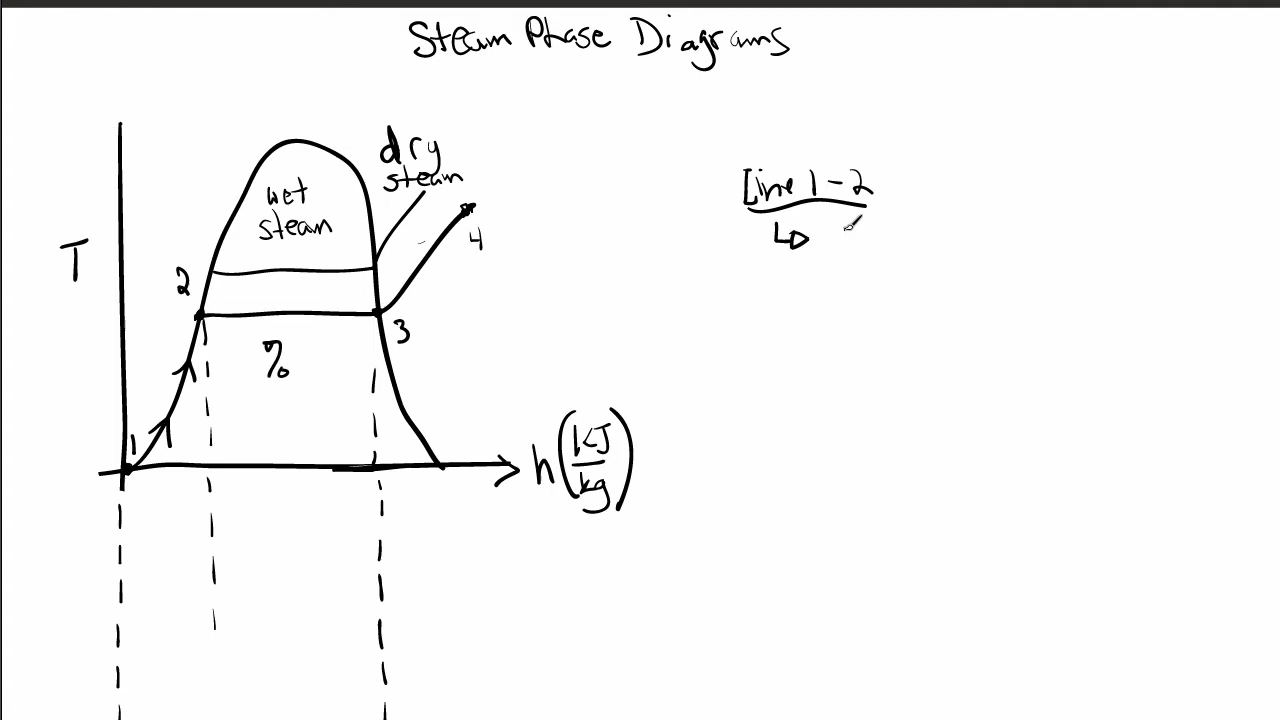 Steam Phase Diagrams
dry
steam
wet
steam
T
2
4
3
%
1
h (kJ/kg)
Line 1-2